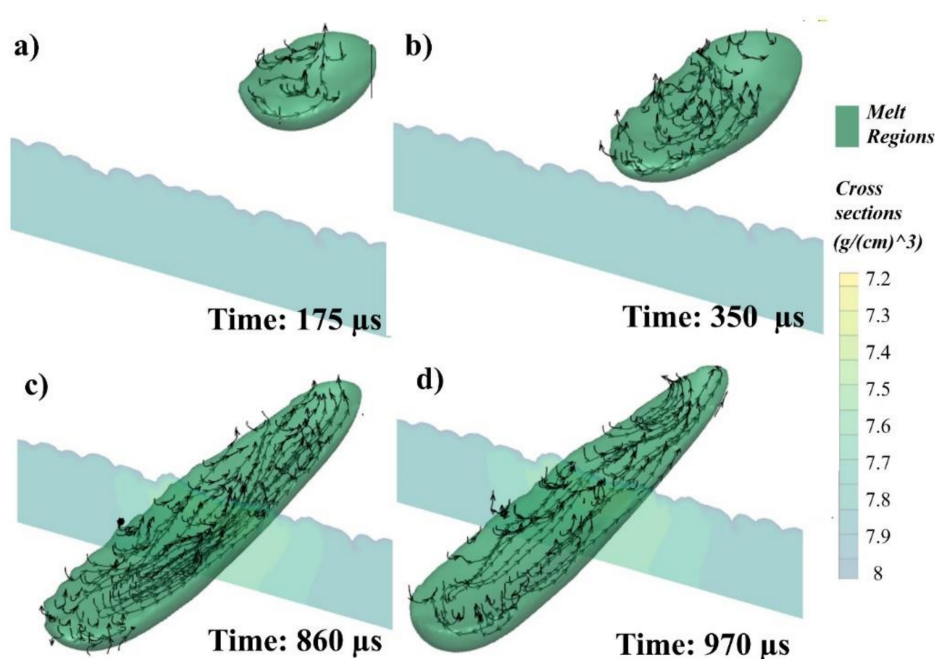 a)
b)
Melt
Regions
Cross
sections
(g/(cm)^3)
7.2
7.3
7.4
7.5
7.6
7.7
7.8
7.9
8
Time: 175 µs
Time: 350 µs
c)
d)
Time: 860 µs
Time: 970 µs